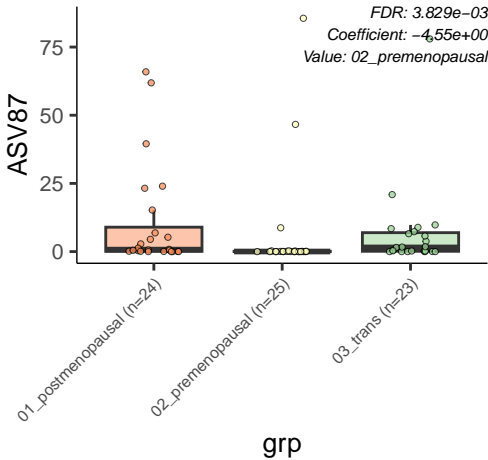 FDR: 3.829e−03
Coefficient: −4.55e+00
Value: 02_premenopausal
75
50
25
0
ASV87
01_postmenopausal (n=24)
02_premenopausal (n=25)
03_trans (n=23)
grp